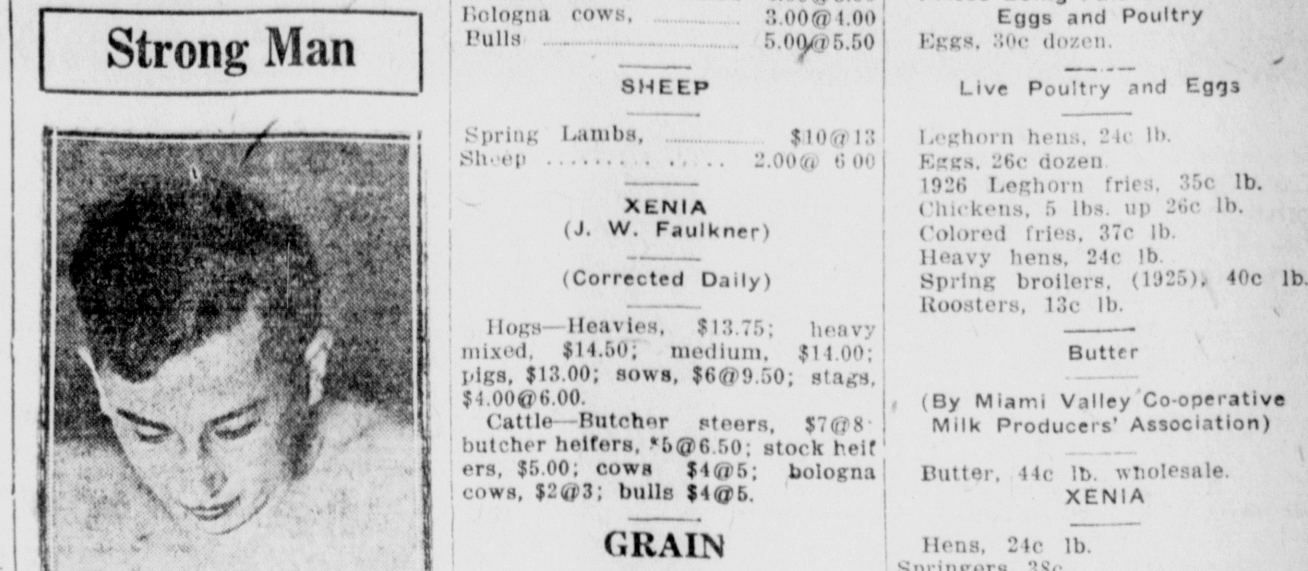 Strong Man
Bologna cows, 3.00@4.00
Bulls 5.00@5.50
SHEEP
Spring Lambs, $10@13
Sheep 2.00@ 6 00
XENIA
(J. W. Faulkner)
(Corrected Daily)
Hogs—Heavies, $13.75; heavy
mixed, $14.50; medium, $14.00;
pigs, $13.00; sows, $6@9.50; stags,
$4.00@6.00.
Cattle—Butcher steers, $7@8
butcher heifers, *5@6.50; stock heif
ers, $5.00; cows $4@5; bologna
cows, $2@3; bulls $4@5.
GRAIN
Eggs and Poultry
Eggs, 30c dozen.
Live Poultry and Eggs
Leghorn hens, 24c lb.
Eggs, 26c dozen
1926 Leghorn fries, 35c lb.
Chickens, 5 lbs. up 26c lb.
Colored fries, 37c lb.
Heavy hens, 24c lb.
Spring broilers, (1925), 40c lb.
Roosters, 13c lb.
Butter
(By Miami Valley Co-operative
Milk Producers' Association)
Butter, 44c lb. wholesale.
XENIA
Hens, 24c lb.
Springers 38c